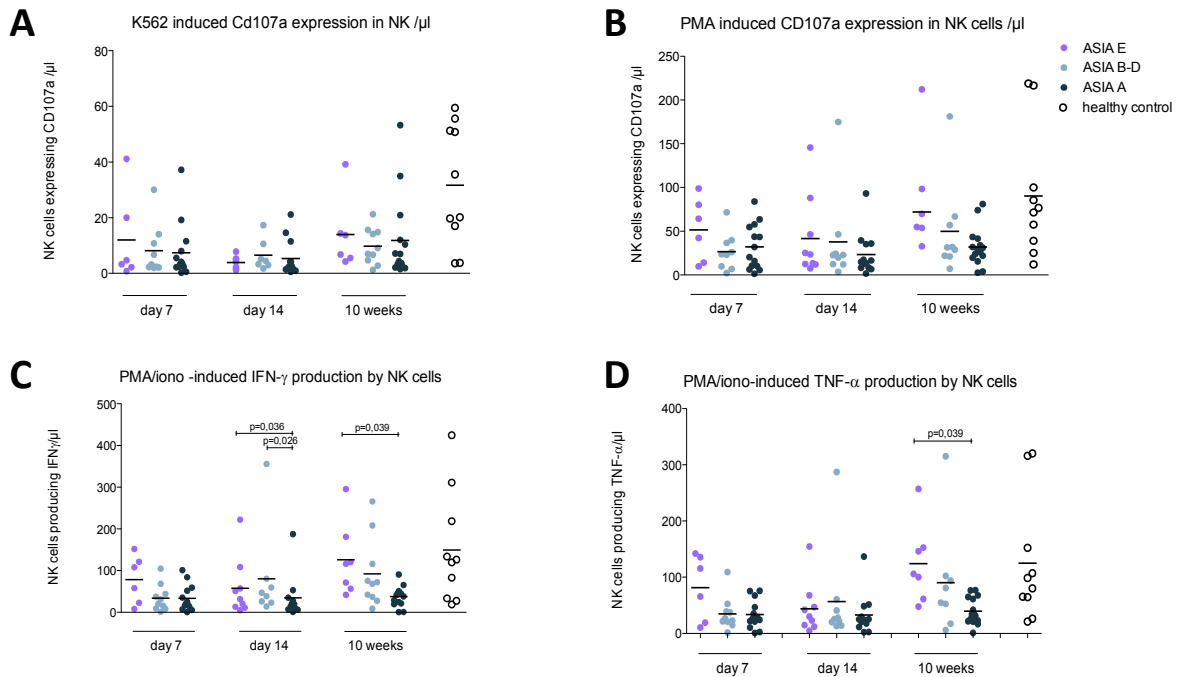 A
K562 induced Cd107a expression in NK /µl
NK cells expressing CD107a /µl
80
60
40
20
0
day 7
day 14
10 weeks
B
PMA induced CD107a expression in NK cells /µl
NK cells expressing CD107a /µl
250
200
150
100
50
0
day 7
day 14
10 weeks
ASIA E
ASIA B-D
ASIA A
healthy control
C
PMA/iono -induced IFN-γ production by NK cells
NK cells producing IFNγ/µl
500
400
300
200
100
0
p=0,036
p=0,026
p=0,039
day 7
day 14
10 weeks
D
PMA/iono-induced TNF-α production by NK cells
NK cells producing TNF-α/µl
400
300
200
100
0
p=0,039
day 7
day 14
10 weeks